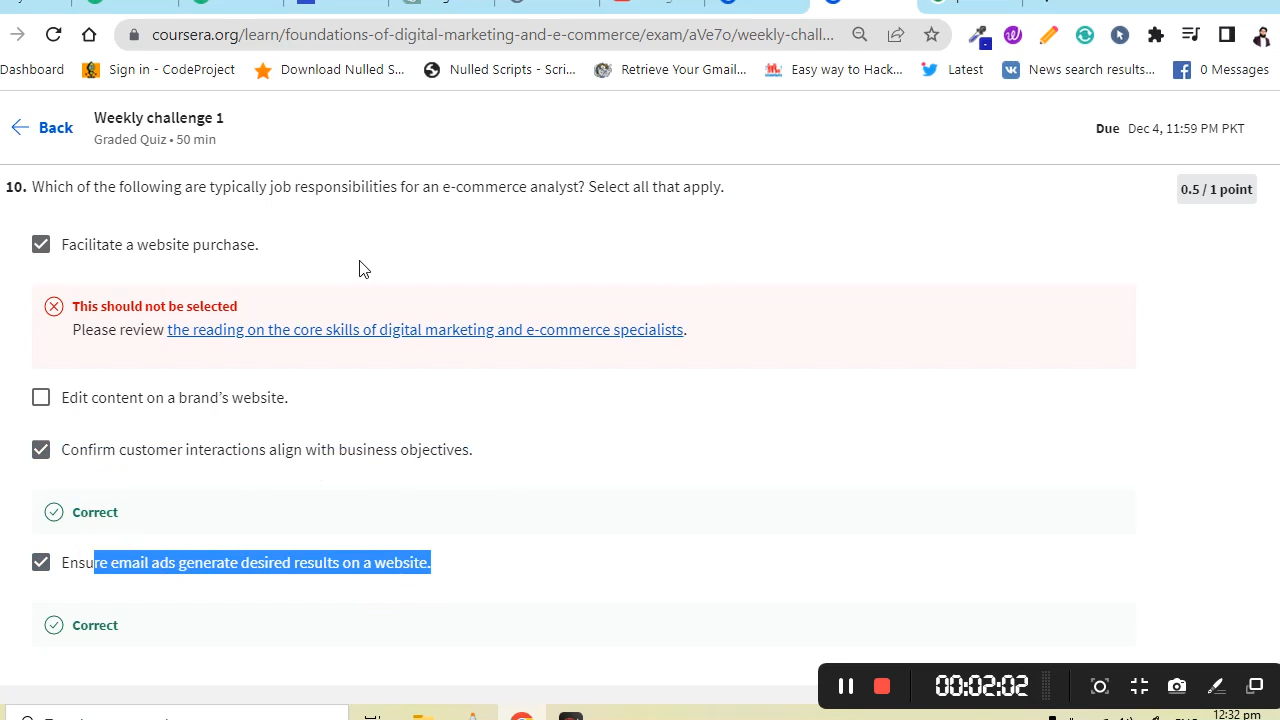 coursera.org/learn/foundations-of-digital-marketing-and-e-commerce/exam/aVe7o/weekly-chall...
Dashboard Sign in - CodeProject Download Nulled S... Nulled Scripts - Scri... Retrieve Your Gmail... Easy way to Hack... Latest News search results... 0 Messages
Back
Weekly challenge 1
Graded Quiz • 50 min
Due Dec 4, 11:59 PM PKT
10. Which of the following are typically job responsibilities for an e-commerce analyst? Select all that apply.
0.5 / 1 point
Facilitate a website purchase.
This should not be selected
Please review the reading on the core skills of digital marketing and e-commerce specialists.
Edit content on a brand’s website.
Confirm customer interactions align with business objectives.
Correct
Ensure email ads generate desired results on a website.
Correct
00:02:02
12:32 pm